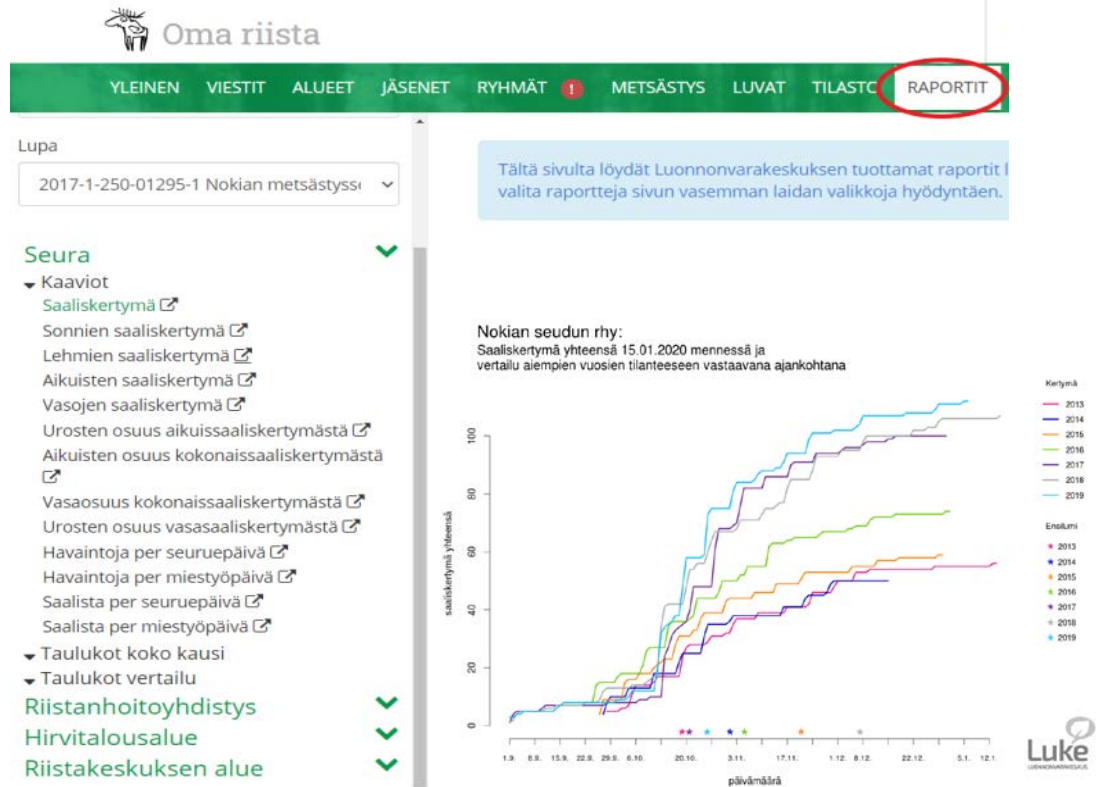 Oma riista
YLEINEN VIESTIT ALUEET JÄSENET RYHMÄT ! METSÄSTYS LUVAT TILASTO RAPORTIT
Lupa
2017-1-250-01295-1 Nokian metsästysse
Tältä sivulta löydät Luonnonvarakeskuksen tuottamat raportit l
valita raportteja sivun vasemman laidan valikkoja hyödyntäen.
Seura
Kaaviot
Saaliskertymä
Sonnien saaliskertymä
Lehmien saaliskertymä
Aikuisten saaliskertymä
Vasojen saaliskertymä
Urosten osuus aikuissaaliskertymästä
Aikuisten osuus kokonaissaaliskertymästä
Vasaosuus kokonaissaaliskertymästä
Urosten osuus vasasaaliskertymästä
Havaintoja per seuruepäivä
Havaintoja per miestyöpäivä
Saalista per seuruepäivä
Saalista per miestyöpäivä
Taulukot koko kausi
Taulukot vertailu
Riistanhoitoyhdistys
Hirvitalousalue
Riistakeskuksen alue
Nokian seudun rhy:
Saaliskertymä yhteensä 15.01.2020 mennessä ja
vertailu aiempien vuosien tilanteeseen vastaavana ajankohtana
saaliskertymä yhteensä
100
80
60
40
20
0
1.9. 8.9. 15.9. 22.9. 29.9. 6.10. 20.10. 3.11. 17.11. 1.12. 8.12. 22.12. 5.1. 12.1.
päivämäärä
Kertymä
2013
2014
2015
2016
2017
2018
2019
Ensilumi
2013
2014
2015
2016
2017
2018
2019
Luke
LUONNONVARAKESKUS